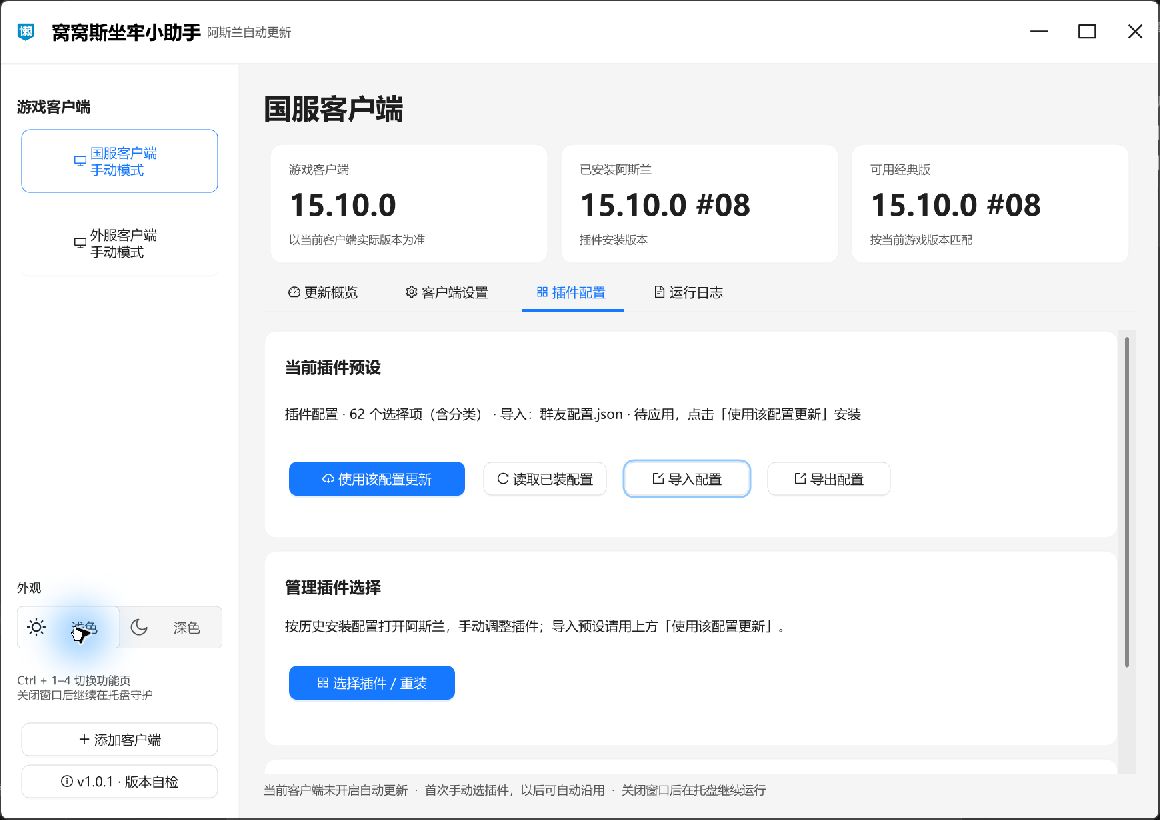 懒
窝窝斯坐牢小助手 阿斯兰自动更新
游戏客户端
国服客户端
手动模式
外服客户端
手动模式
外观
浅色 深色
Ctrl + 1–4 切换功能页
关闭窗口后继续在托盘守护
+ 添加客户端
v1.0.1 · 版本自检
国服客户端
游戏客户端
15.10.0
以当前客户端实际版本为准
已安装阿斯兰
15.10.0 #08
插件安装版本
可用经典版
15.10.0 #08
按当前游戏版本匹配
更新概览 客户端设置 插件配置 运行日志
当前插件预设
插件配置 · 62 个选择项（含分类） · 导入：群友配置.json · 待应用，点击「使用该配置更新」安装
使用该配置更新 读取已装配置 导入配置 导出配置
管理插件选择
按历史安装配置打开阿斯兰，手动调整插件；导入预设请用上方「使用该配置更新」。
选择插件 / 重装
当前客户端未开启自动更新 · 首次手动选插件，以后可自动沿用 · 关闭窗口后在托盘继续运行